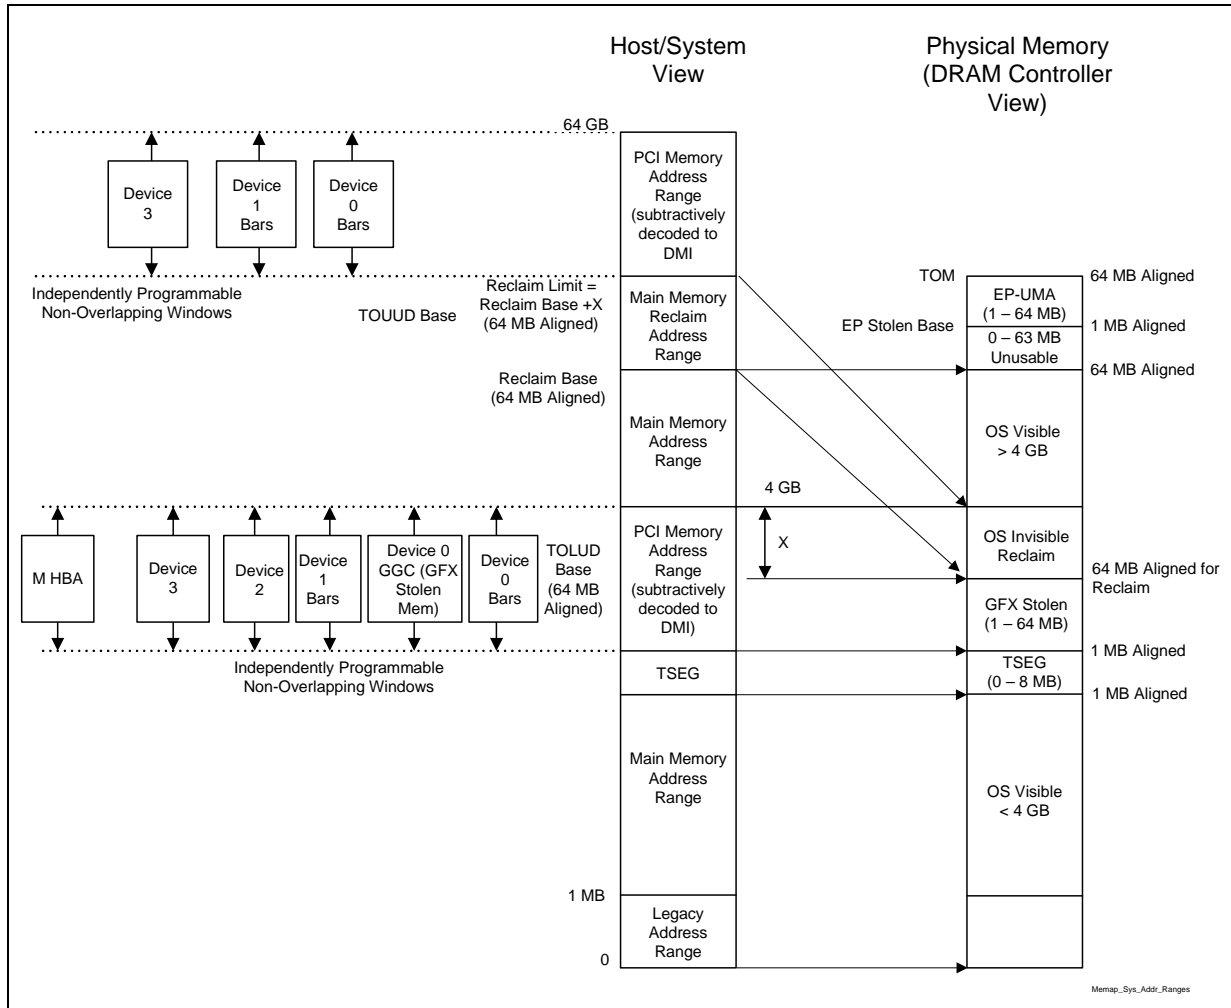 Host/System
View
Physical Memory
(DRAM Controller
View)
64 GB
PCI Memory
Address
Range
(subtractively
decoded to
DMI
Device
3
Device
1
Bars
Device
0
Bars
Independently Programmable
Non-Overlapping Windows
TOUUD Base
Reclaim Limit =
Reclaim Base +X
(64 MB Aligned)
Main Memory
Reclaim
Address
Range
TOM
64 MB Aligned
EP-UMA
(1 – 64 MB)
EP Stolen Base
1 MB Aligned
0 – 63 MB
Unusable
64 MB Aligned
Reclaim Base
(64 MB Aligned)
Main Memory
Address
Range
OS Visible
> 4 GB
4 GB
M HBA
Device
3
Device
2
Device
1
Bars
Device 0
GGC (GFX
Stolen
Mem)
Device
0
Bars
TOLUD
Base
(64 MB
Aligned)
PCI Memory
Address
Range
(subtractively
decoded to
DMI)
X
OS Invisible
Reclaim
64 MB Aligned for
Reclaim
GFX Stolen
(1 – 64 MB)
1 MB Aligned
Independently Programmable
Non-Overlapping Windows
TSEG
TSEG
(0 – 8 MB)
1 MB Aligned
Main Memory
Address
Range
OS Visible
< 4 GB
1 MB
Legacy
Address
Range
0
Memap_Sys_Addr_Ranges